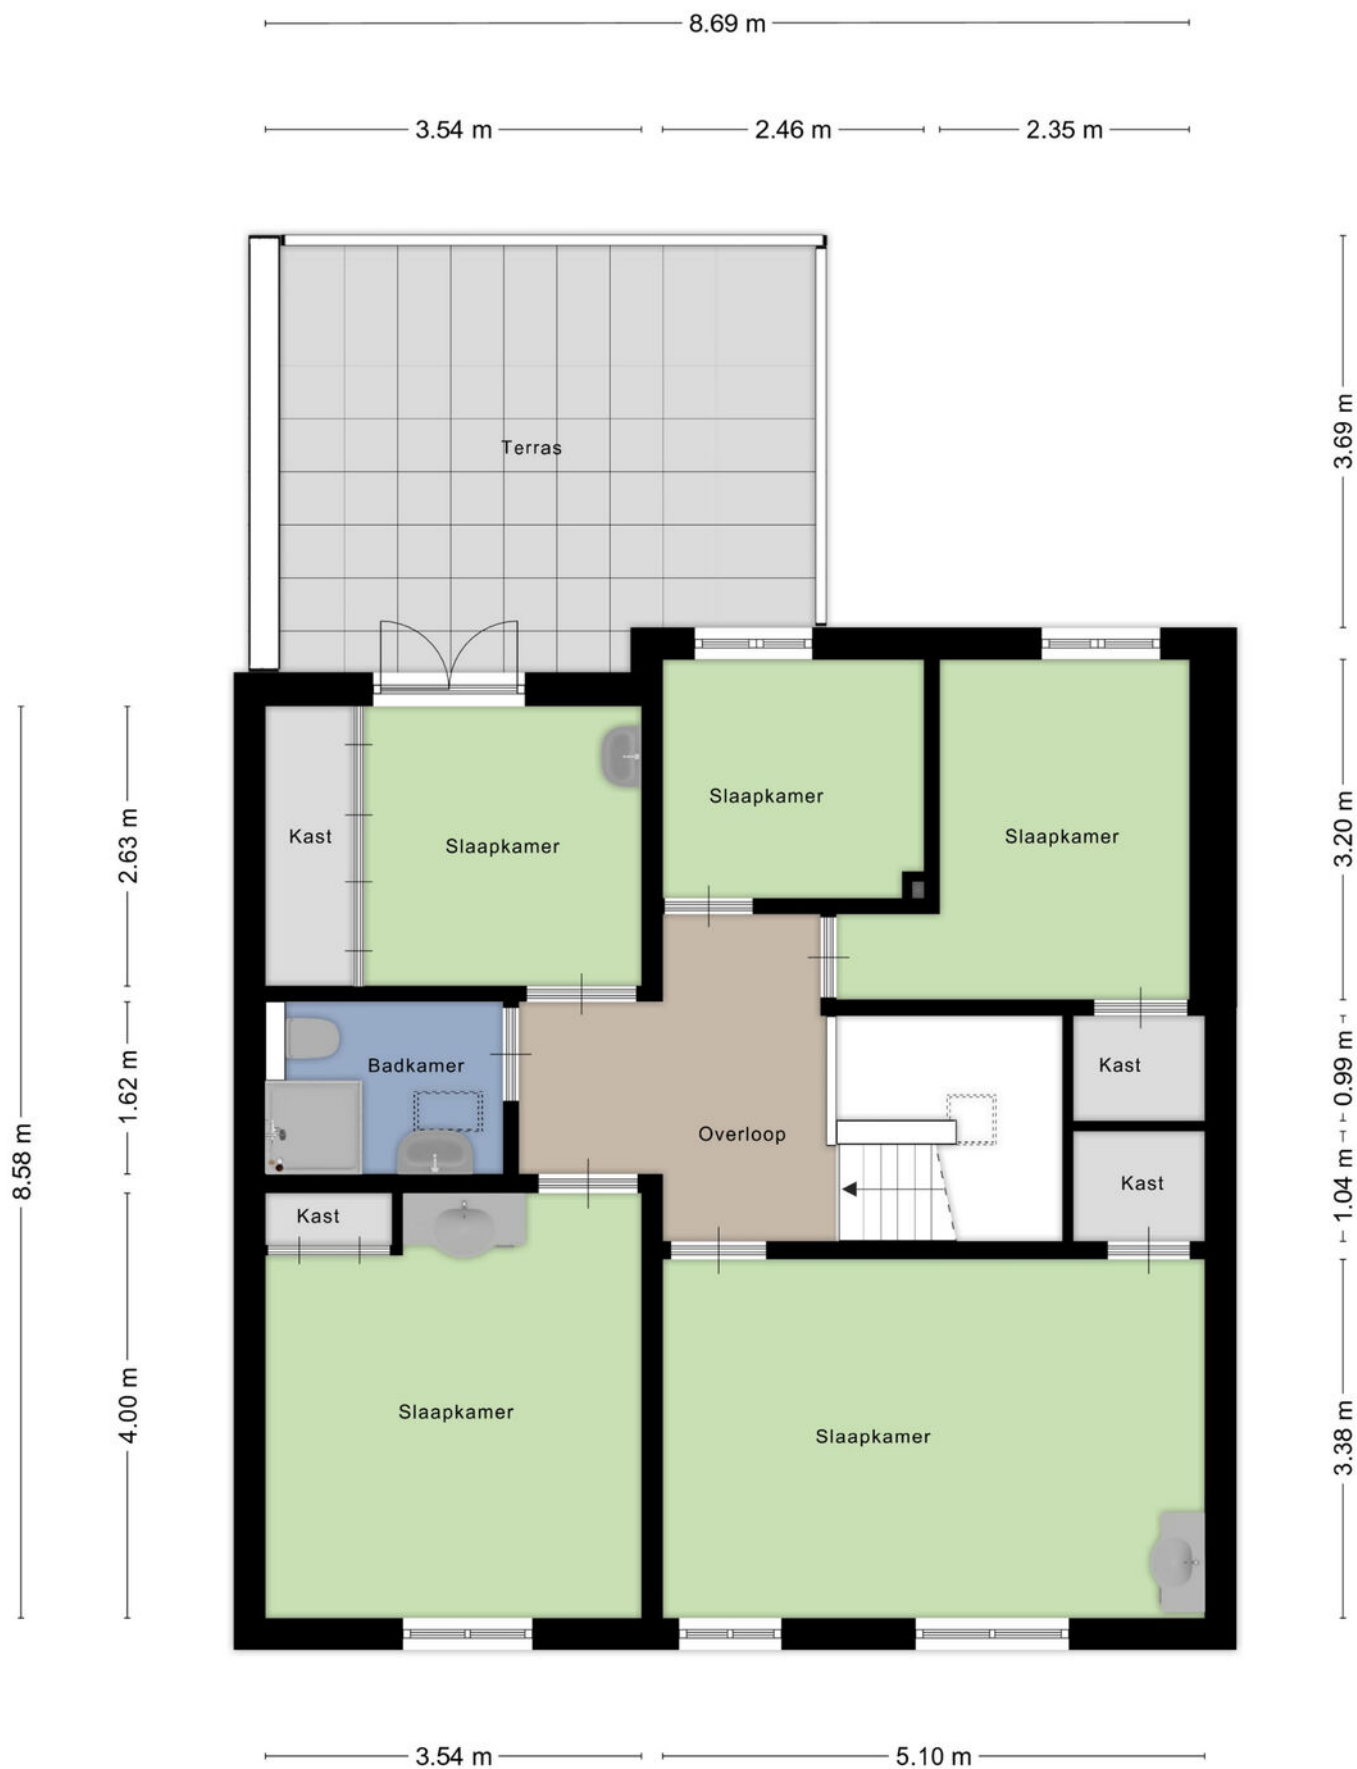 8.69 m
3.54 m
2.46 m
2.35 m
Terras
3.69 m
Slaapkamer
Kast
Slaapkamer
Slaapkamer
2.63 m
3.20 m
Badkamer
Kast
0.99 m
1.62 m
Overloop
8.58 m
Kast
1.04 m
Kast
Slaapkamer
4.00 m
Slaapkamer
3.38 m
3.54 m
5.10 m